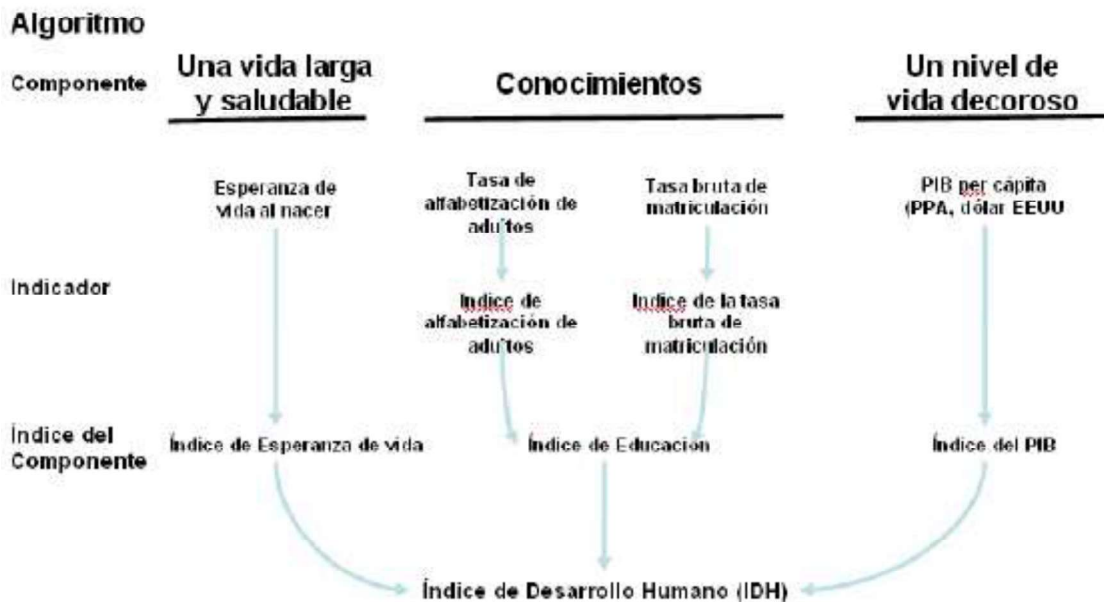 Algoritmo
Componente
Una vida larga
y saludable
Conocimientos
Un nivel de
vida decoroso
Esperanza de
vida al nacer
Tasa de
alfabetización de
adultos
Tasa bruta de
matriculación
PIB per cápita
(PPA, dólar EEUU
Indicador
Indice de
alfabetización de
adultos
Indice de la tasa
bruta de
matriculación
Índice del
Componente
Índice de Esperanza de vida
Índice de Educación
Índice del PIB
Índice de Desarrollo Humano (IDH)